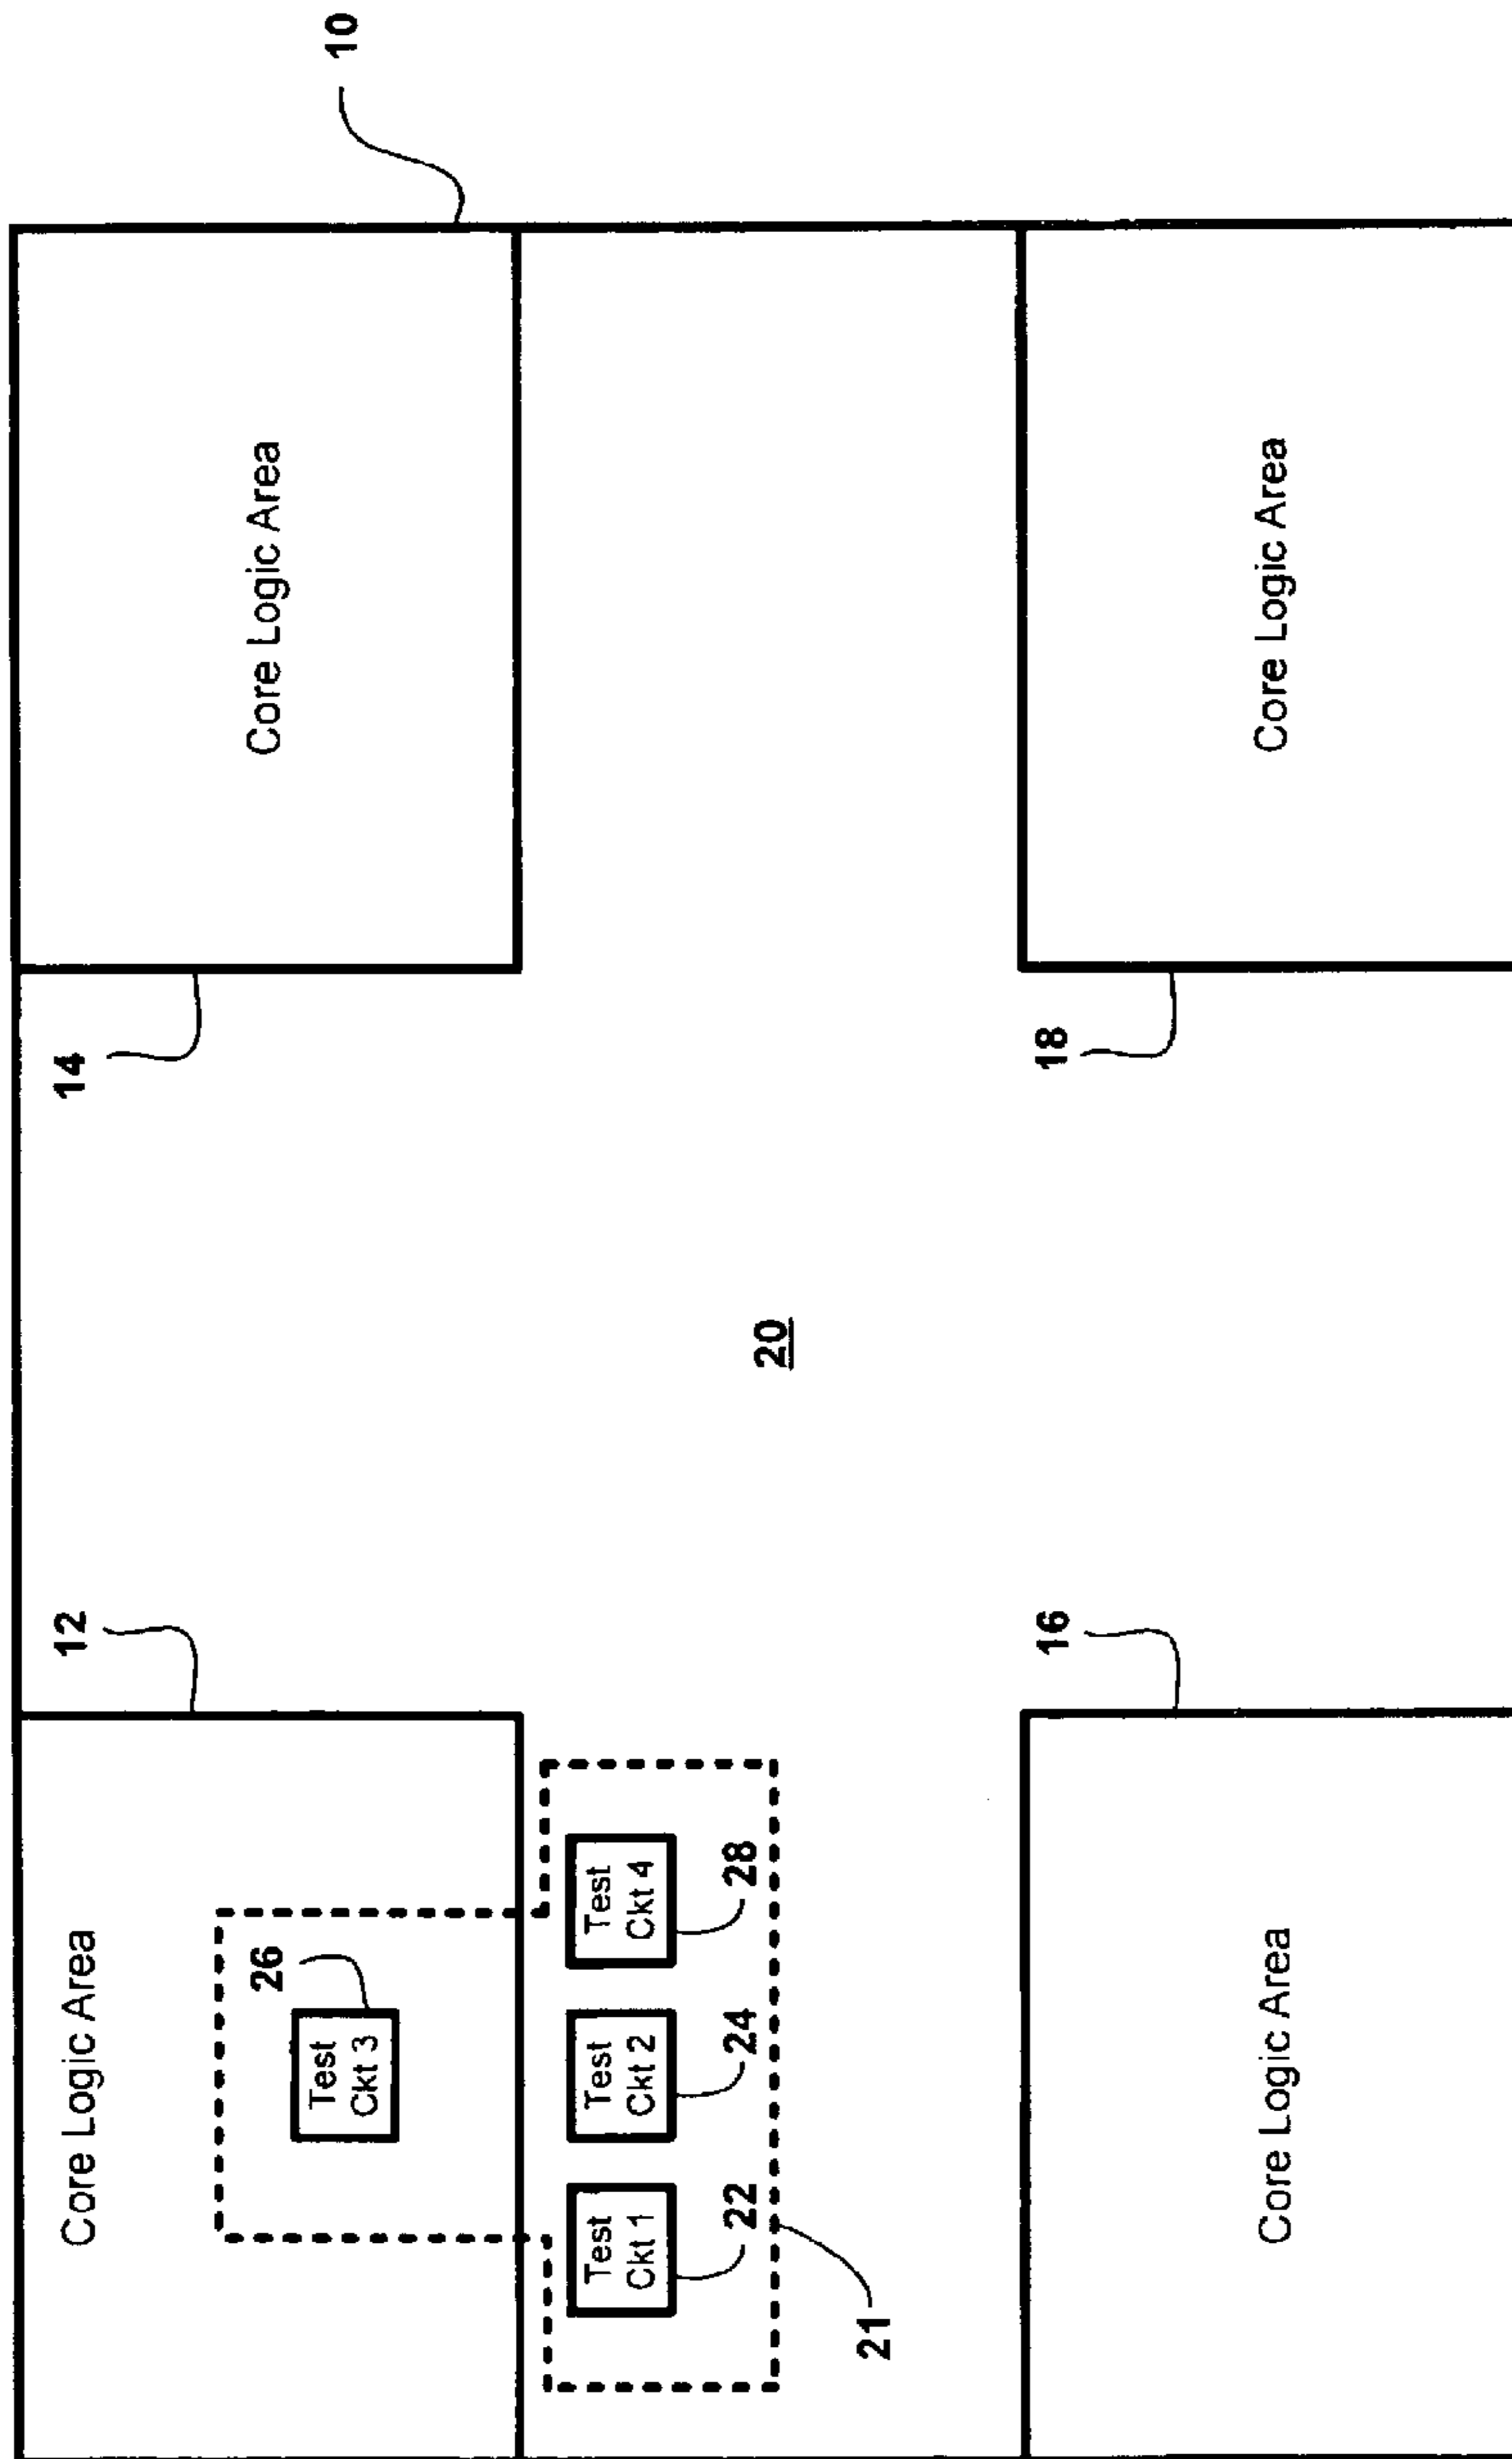 Core Logic Area
12
14
26
Core Logic Area
10
Test
Ckt 3
Test
Ckt 1
Test
Ckt 2
Test
Ckt 4
22
24
28
20
21
16
18
Core Logic Area
Core Logic Area